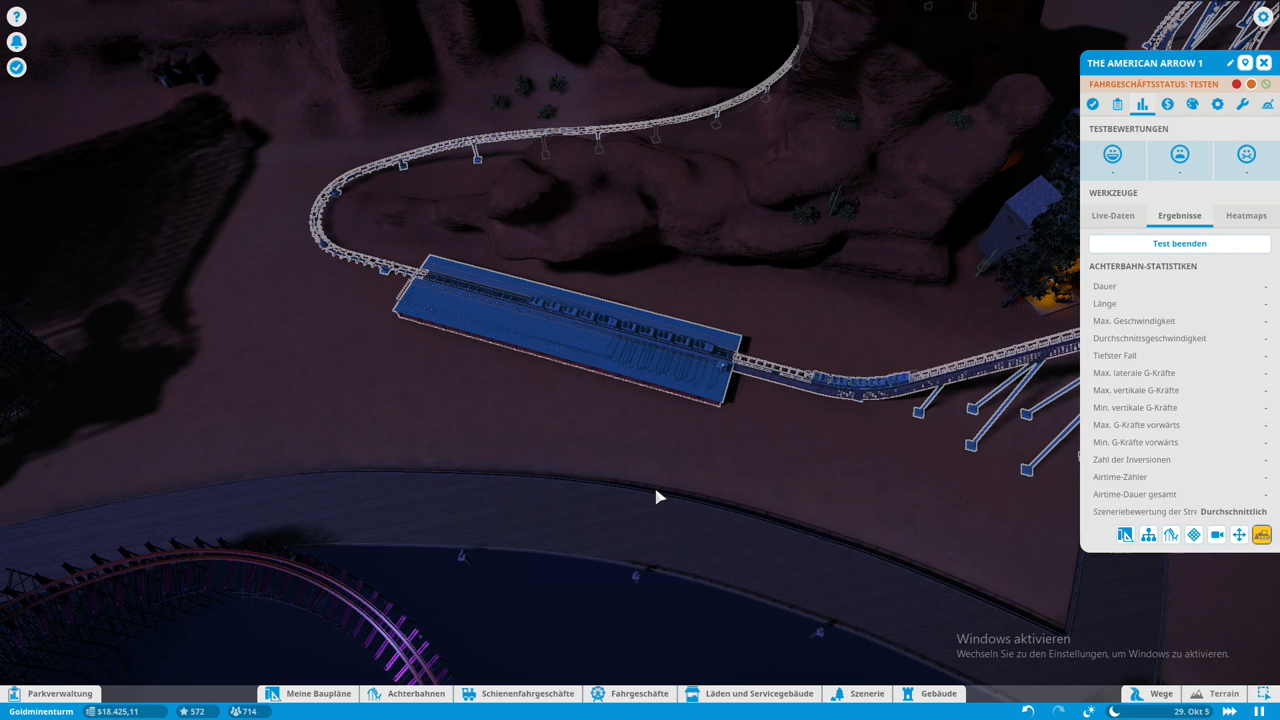 THE AMERICAN ARROW 1
FAHRGESCHÄFTSSTATUS: TESTEN
TESTBEWERTUNGEN
- - -
WERKZEUGE
Live-Daten Ergebnisse Heatmaps
Test beenden
ACHTERBAHN-STATISTIKEN
Dauer -
Länge -
Max. Geschwindigkeit -
Durchschnittsgeschwindigkeit -
Tiefster Fall -
Max. laterale G-Kräfte -
Max. vertikale G-Kräfte -
Min. vertikale G-Kräfte -
Max. G-Kräfte vorwärts -
Min. G-Kräfte vorwärts -
Zahl der Inversionen -
Airtime-Zähler -
Airtime-Dauer gesamt -
Szeneriebewertung der Stre Durchschnittlich
Windows aktivieren
Wechseln Sie zu den Einstellungen, um Windows zu aktivieren.
Parkverwaltung Meine Baupläne Achterbahnen Schienenfahrgeschäfte Fahrgeschäfte Läden und Servicegebäude Szenerie Gebäude Wege Terrain
Goldminenturm $18.425,11 572 714 29. Okt 5